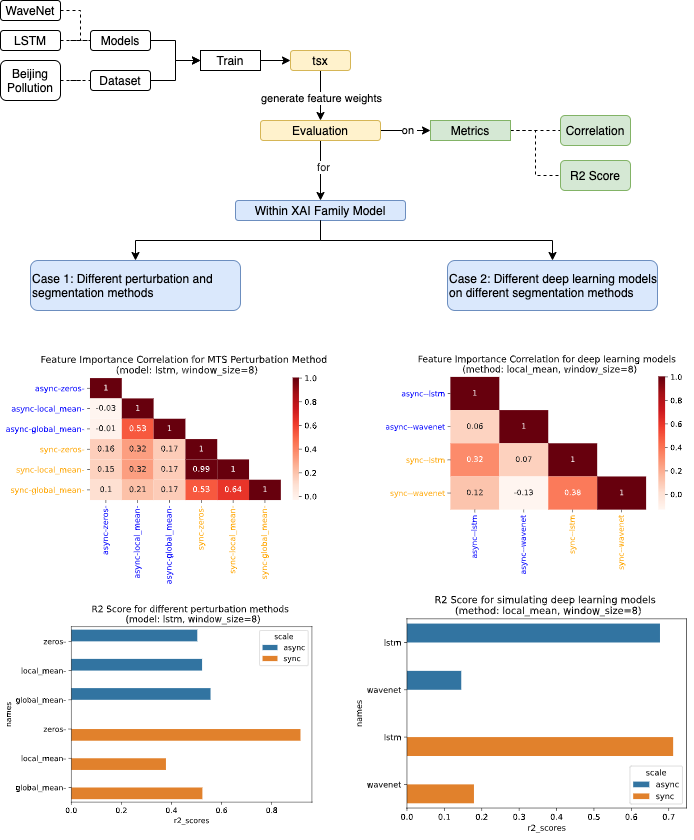 WaveNet
LSTM
Models
Beijing
Pollution
Dataset
Train
tsx
generate feature weights
Evaluation
on
Metrics
Correlation
R2 Score
for
Within XAI Family Model
Case 1: Different perturbation and
segmentation methods
Case 2: Different deep learning models
on different segmentation methods
Feature Importance Correlation for MTS Perturbation Method
(model: lstm, window_size=8)
async-zeros-
async-local_mean-
async-global_mean-
sync-zeros-
sync-local_mean-
sync-global_mean-
1
-0.03 1
-0.01 0.53 1
0.16 0.32 0.17 1
0.15 0.32 0.17 0.99 1
0.1 0.21 0.17 0.53 0.64 1
async-zeros-
async-local_mean-
async-global_mean-
sync-zeros-
sync-local_mean-
sync-global_mean-
1.0
0.8
0.6
0.4
0.2
0.0
Feature Importance Correlation for deep learning models
(method: local_mean, window_size=8)
async--lstm
async--wavenet
sync--lstm
sync--wavenet
1
0.06 1
0.32 0.07 1
0.12 -0.13 0.38 1
async--lstm
async--wavenet
sync--lstm
sync--wavenet
1.0
0.8
0.6
0.4
0.2
0.0
R2 Score for different perturbation methods
(model: lstm, window_size=8)
names
zeros-
local_mean-
global_mean-
zeros-
local_mean-
global_mean-
scale
async
sync
0.0 0.2 0.4 0.6 0.8
r2_scores
R2 Score for simulating deep learning models
(method: local_mean, window_size=8)
names
lstm
wavenet
lstm
wavenet
scale
async
sync
0.0 0.1 0.2 0.3 0.4 0.5 0.6 0.7
r2_scores